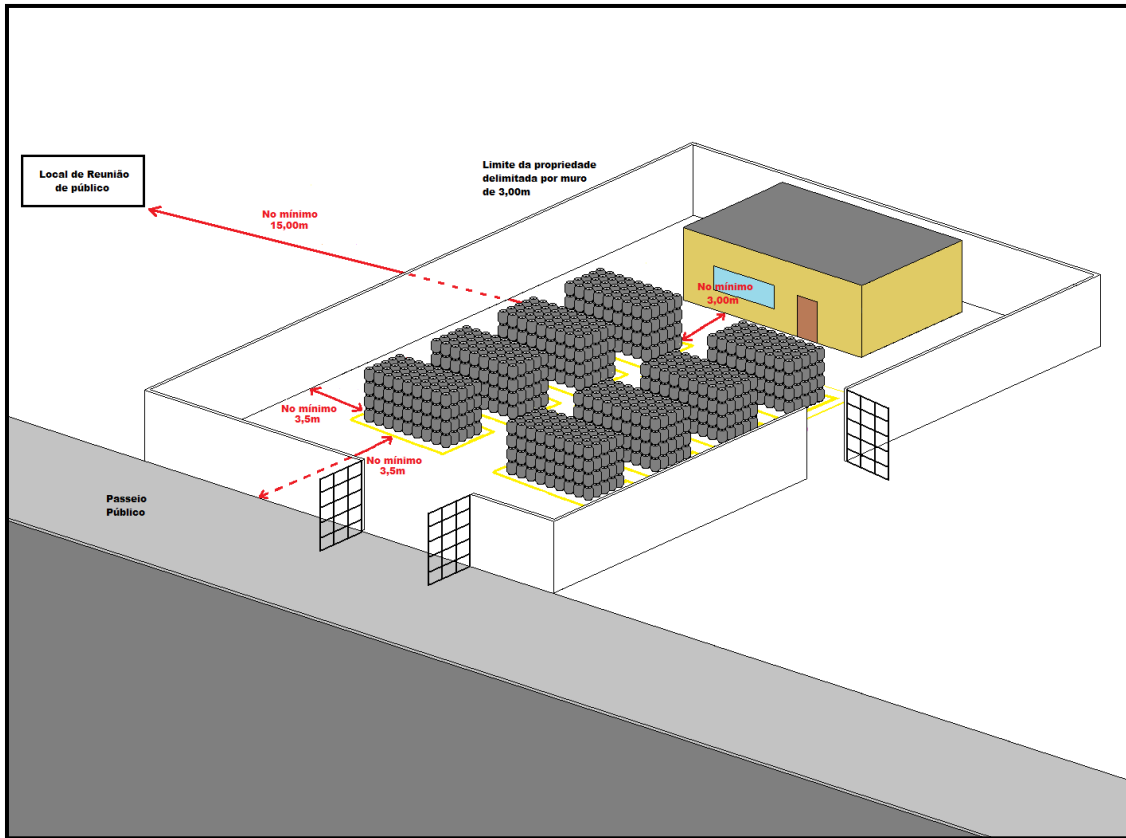 Local de Reunião
de público
Limite da propriedade
delimitada por muro
de 3,00m
No mínimo
15,00m
No mínimo
3,00m
No mínimo
3,5m
No mínimo
3,5m
Passeio
Público